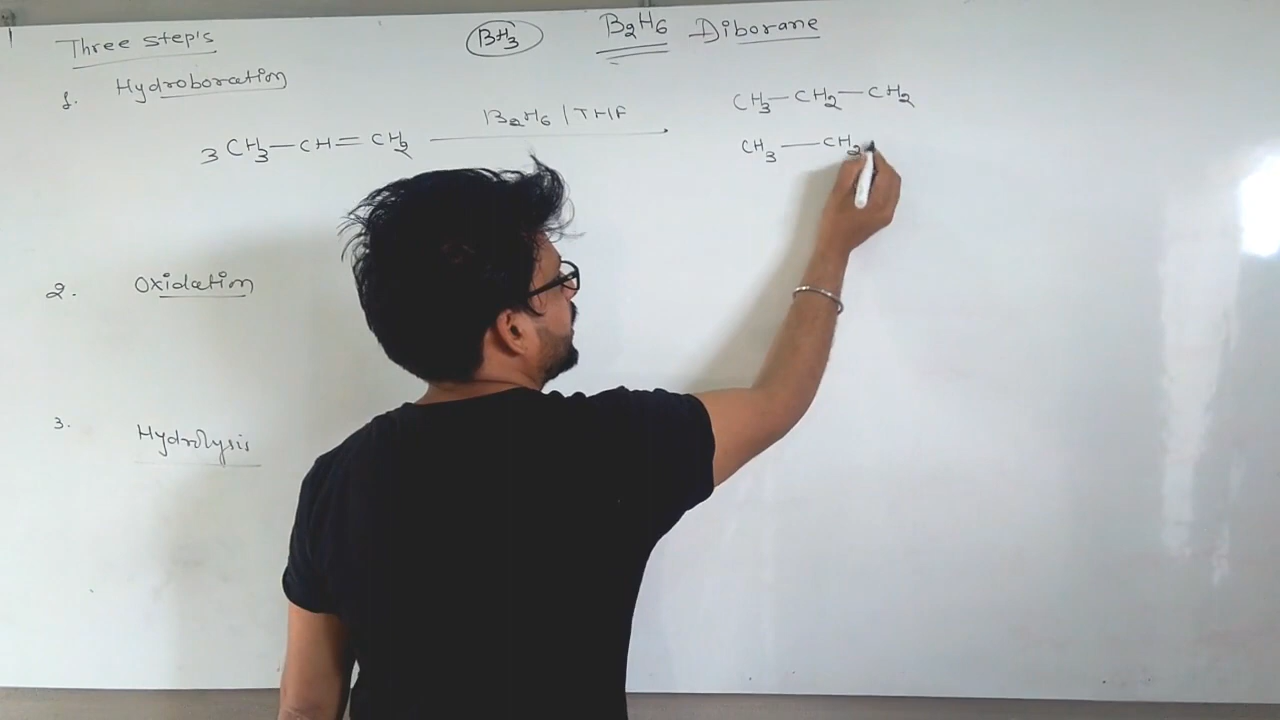 Three step's
BH3 B2H6 Diborane
1. Hydroboration
3 CH3—CH=CH2 B2H6 / THF CH3—CH2—CH2
CH3—CH2
2. Oxidation
3. Hydrolysis